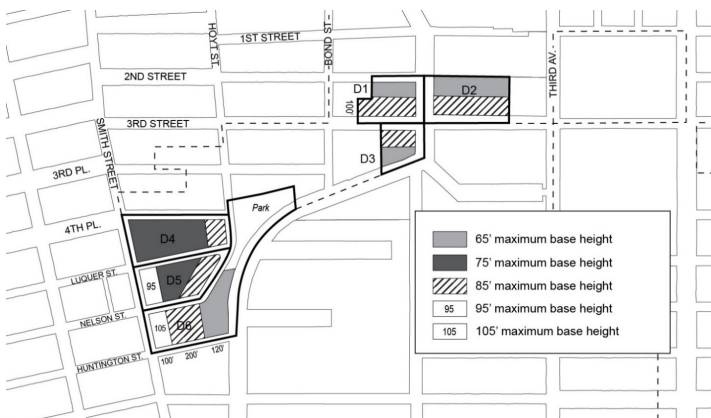 HOYT ST.
BOND ST.
1ST STREET
2ND STREET
D1
D2
THIRD AV.
100'
3RD STREET
SMITH STREET
D3
3RD PL.
Park
4TH PL.
D4
65' maximum base height
75' maximum base height
LUQUER ST.
95
D5
85' maximum base height
95
95' maximum base height
NELSON ST.
105
D6
105
105' maximum base height
HUNTINGTON ST.
100'
200'
120'